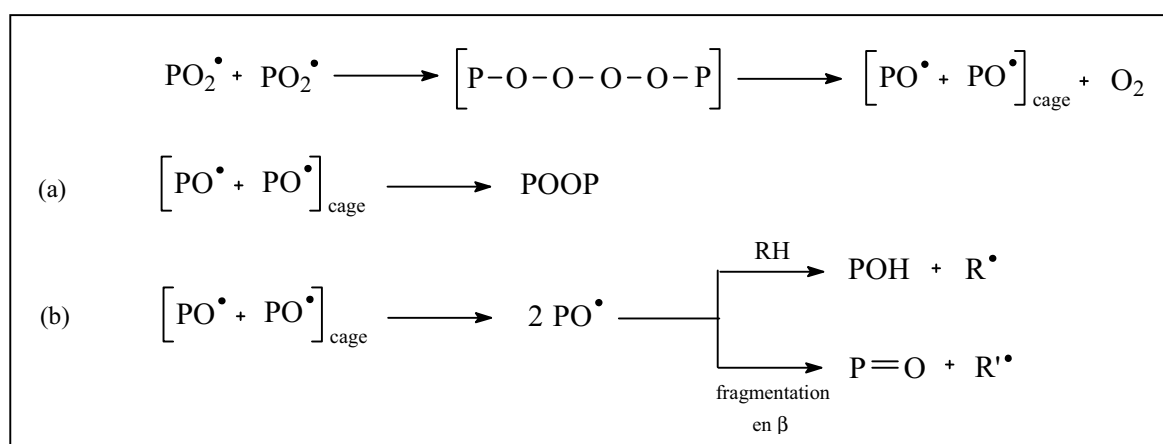 PO₂• + PO₂• ⟶ [P–O–O–O–O–P] ⟶ [PO• + PO•]cage + O₂
(a) [PO• + PO•]cage ⟶ POOP
RH
POH + R•
(b) [PO• + PO•]cage ⟶ 2 PO•
P=O + R'•
fragmentation
en β